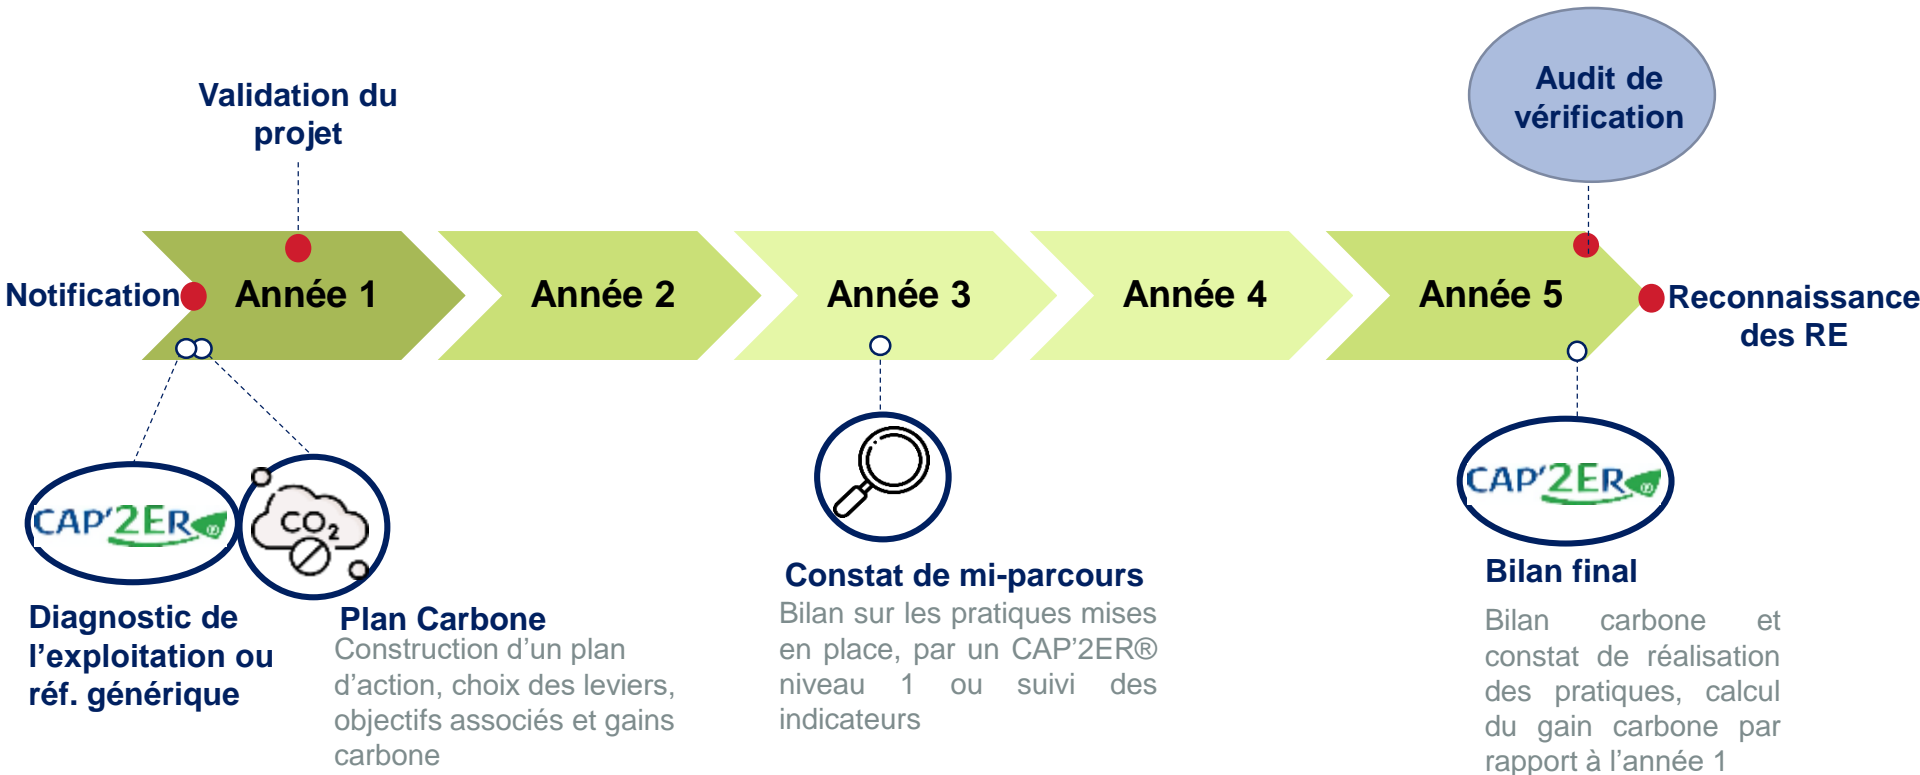 Validation du
projet
Audit de
vérification
Notification
Année 1
Année 2
Année 3
Année 4
Année 5
Reconnaissance
des RE
CAP'2ER
CO2
CAP'2ER
Diagnostic de
l’exploitation ou
réf. générique
Plan Carbone
Construction d’un plan
d’action, choix des leviers,
objectifs associés et gains
carbone
Constat de mi-parcours
Bilan sur les pratiques mises
en place, par un CAP’2ER®
niveau 1 ou suivi des
indicateurs
Bilan final
Bilan carbone et
constat de réalisation
des pratiques, calcul
du gain carbone par
rapport à l’année 1